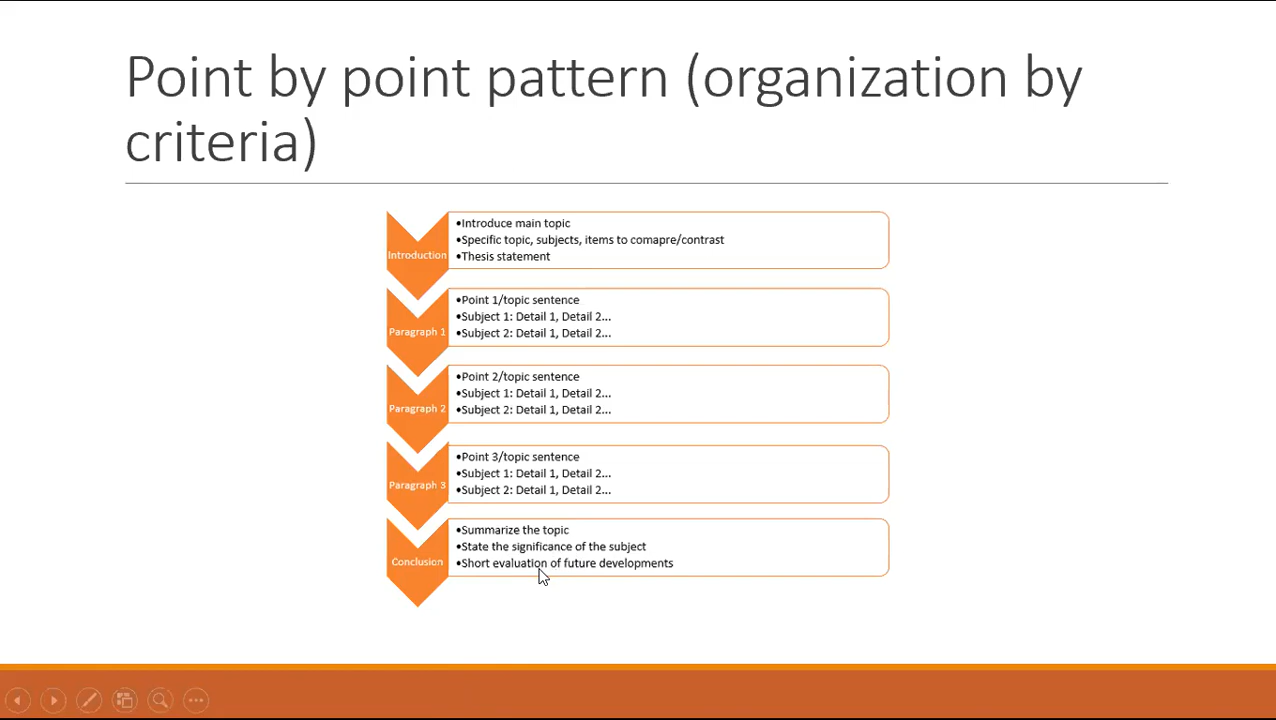 Point by point pattern (organization by
criteria)
Introduction
•Introduce main topic
•Specific topic, subjects, items to comapre/contrast
•Thesis statement
Paragraph 1
•Point 1/topic sentence
•Subject 1: Detail 1, Detail 2...
•Subject 2: Detail 1, Detail 2...
Paragraph 2
•Point 2/topic sentence
•Subject 1: Detail 1, Detail 2...
•Subject 2: Detail 1, Detail 2...
Paragraph 3
•Point 3/topic sentence
•Subject 1: Detail 1, Detail 2...
•Subject 2: Detail 1, Detail 2...
Conclusion
•Summarize the topic
•State the significance of the subject
•Short evaluation of future developments